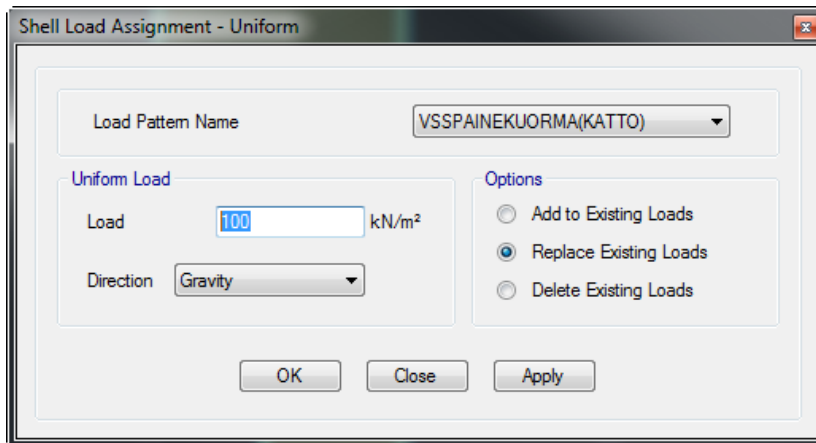 Shell Load Assignment - Uniform
Load Pattern Name VSSPAINEKUORMA(KATTO)
Uniform Load
Load 100 kN/m²
Direction Gravity
Options
Add to Existing Loads
Replace Existing Loads
Delete Existing Loads
OK Close Apply